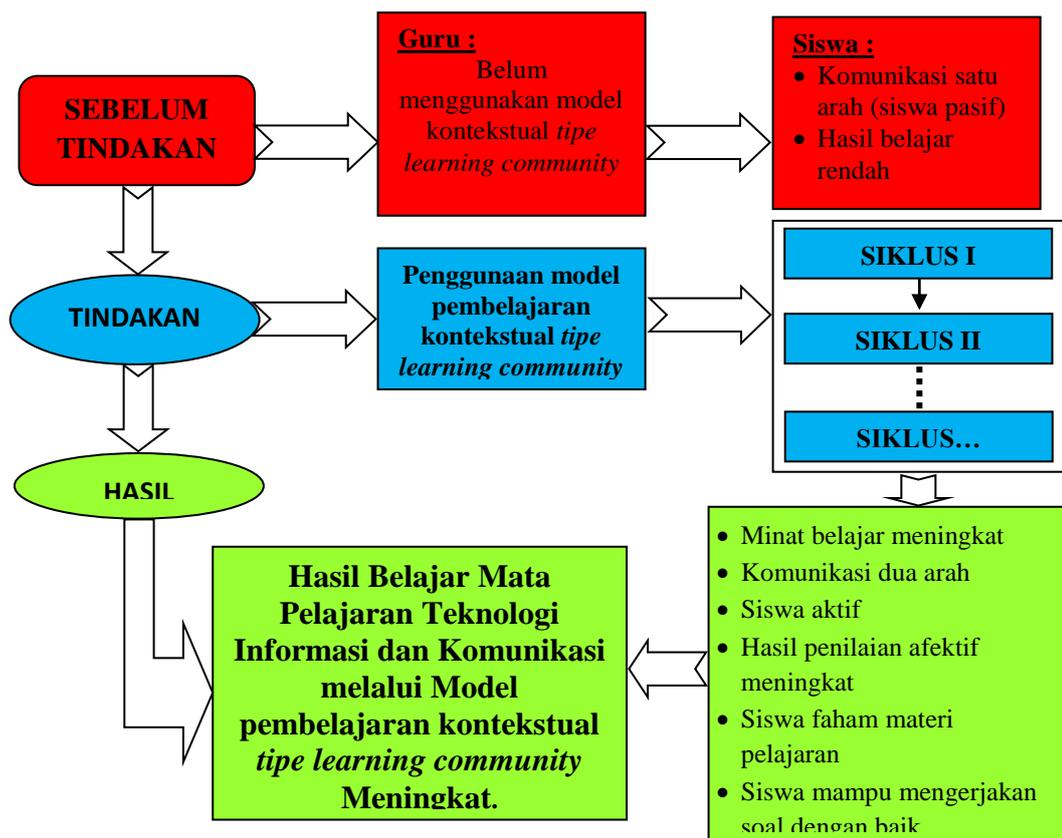 SEBELUM
TINDAKAN
Guru :
Belum
menggunakan model
kontekstual tipe
learning community
Siswa :
• Komunikasi satu
arah (siswa pasif)
• Hasil belajar
rendah
TINDAKAN
Penggunaan model
pembelajaran
kontekstual tipe
learning community
SIKLUS I
SIKLUS II
SIKLUS…
HASIL
Hasil Belajar Mata
Pelajaran Teknologi
Informasi dan Komunikasi
melalui Model
pembelajaran kontekstual
tipe learning community
Meningkat.
• Minat belajar meningkat
• Komunikasi dua arah
• Siswa aktif
• Hasil penilaian afektif
meningkat
• Siswa faham materi
pelajaran
• Siswa mampu mengerjakan
soal dengan baik